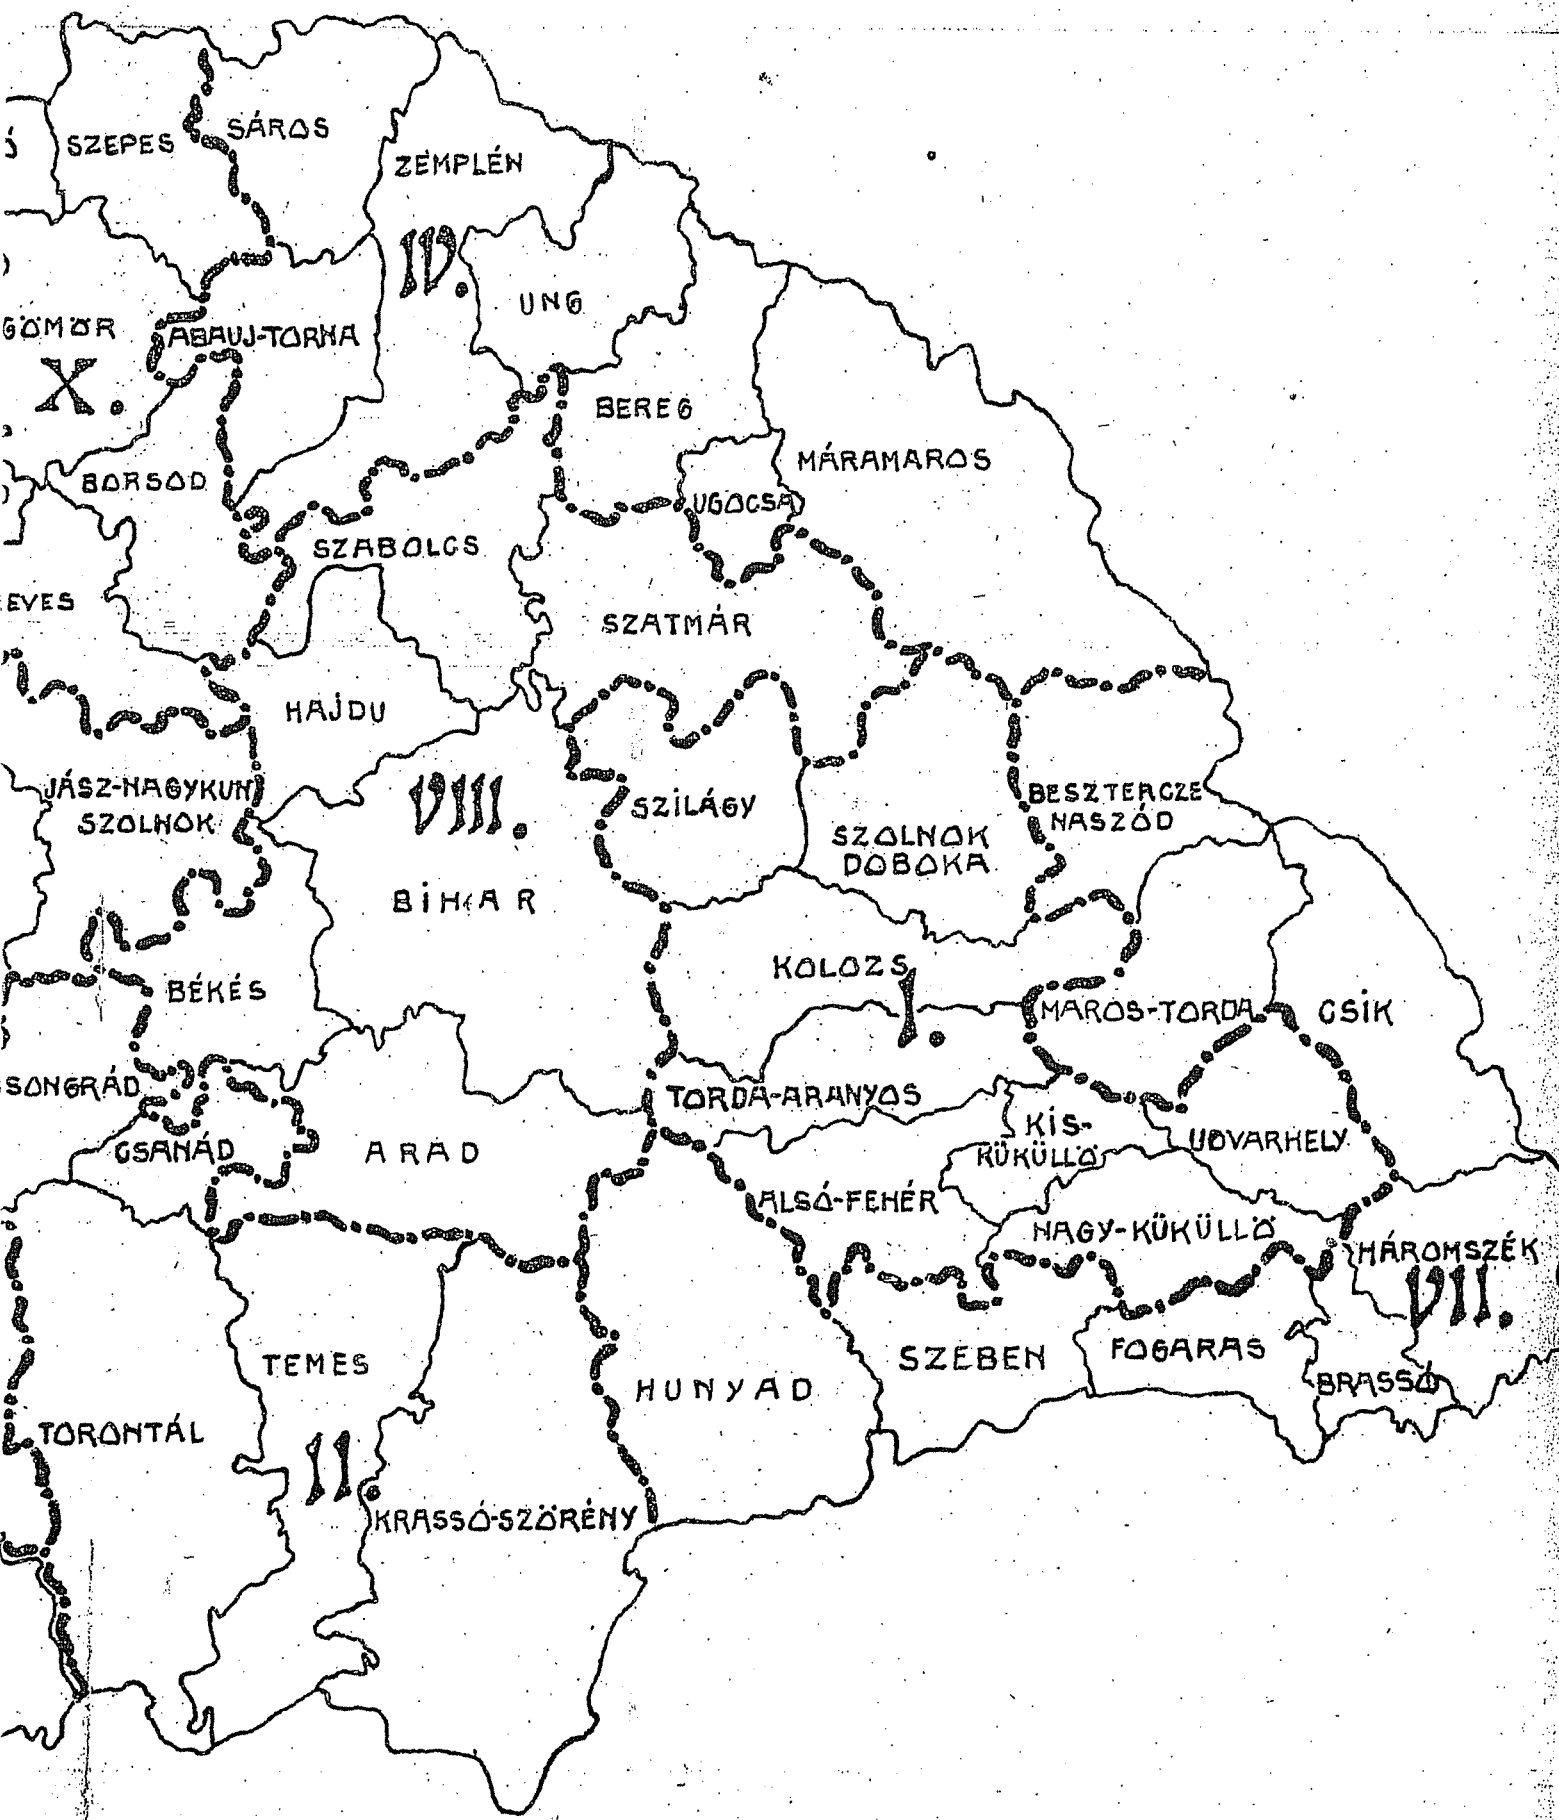 SZEPES
SÁROS
ZEMPLÉN
IV.
UNG
GÖMÖR
ABAUJ-TORNA
X.
BEREG
MÁRAMAROS
BORSOD
UGOCSA
SZABOLCS
EVES
SZATMÁR
HAJDU
JÁSZ-NAGYKUN
SZOLNOK
VIII.
SZILÁGY
BESZTERCZE
NASZÓD
SZOLNOK
DOBOKA
BIHAR
KOLOZS
I.
BÉKÉS
MAROS-TORDA
CSIK
SONGRÁD
TORDA-ARANYOS
CSANÁD
ARAD
KIS-
KÜKÜLLÖ
UDVARHELY
ALSÓ-FEHÉR
NAGY-KÜKÜLLÖ
HÁROMSZÉK
VII.
TEMES
HUNYAD
SZEBEN
FOGARAS
BRASSÓ
TORONTÁL
II.
KRASSÓ-SZÖRÉNY